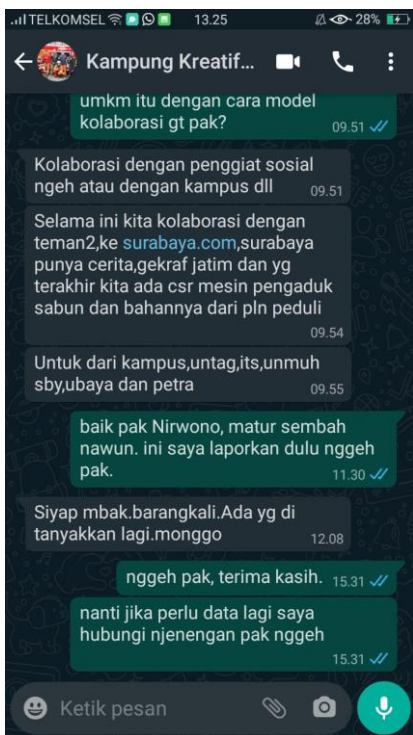 TELKOMSEL 13.25 28%
Kampung Kreatif...
umkm itu dengan cara model
kolaborasi gt pak?
09.51
Kolaborasi dengan penggiat sosial
ngeh atau dengan kampus dll
09.51
Selama ini kita kolaborasi dengan
teman2,ke surabaya.com,surabaya
punya cerita,gekraf jatim dan yg
terakhir kita ada csr mesin pengaduk
sabun dan bahannya dari pln peduli
09.54
Untuk dari kampus,untag,its,unmuh
sby,ubaya dan petra
09.55
baik pak Nirwono, matur sembah
nawun. ini saya laporkan dulu nggeh
pak.
11.30
Siyap mbak.barangkali.Ada yg di
tanyakkan lagi.monggo
12.08
nggeh pak, terima kasih. 15.31
nanti jika perlu data lagi saya
hubungi njenengan pak nggeh
15.31
Ketik pesan